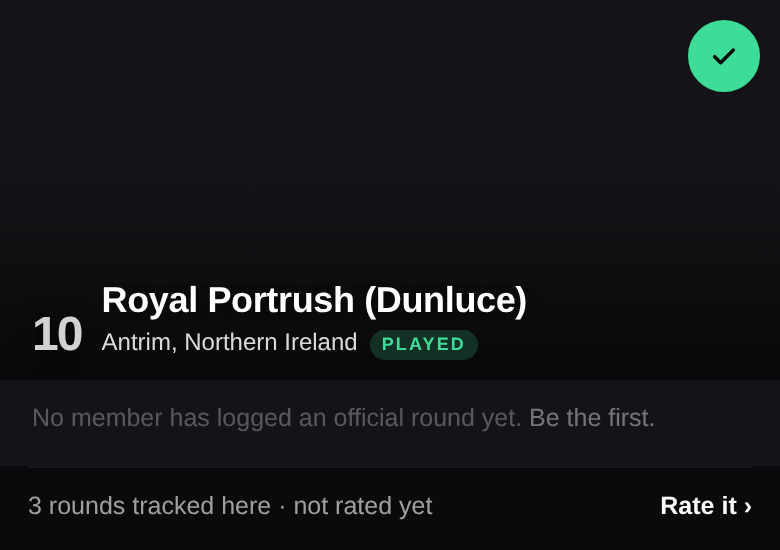 10
Royal Portrush (Dunluce)
Antrim, Northern Ireland PLAYED
No member has logged an official round yet. Be the first.
3 rounds tracked here · not rated yet Rate it ›